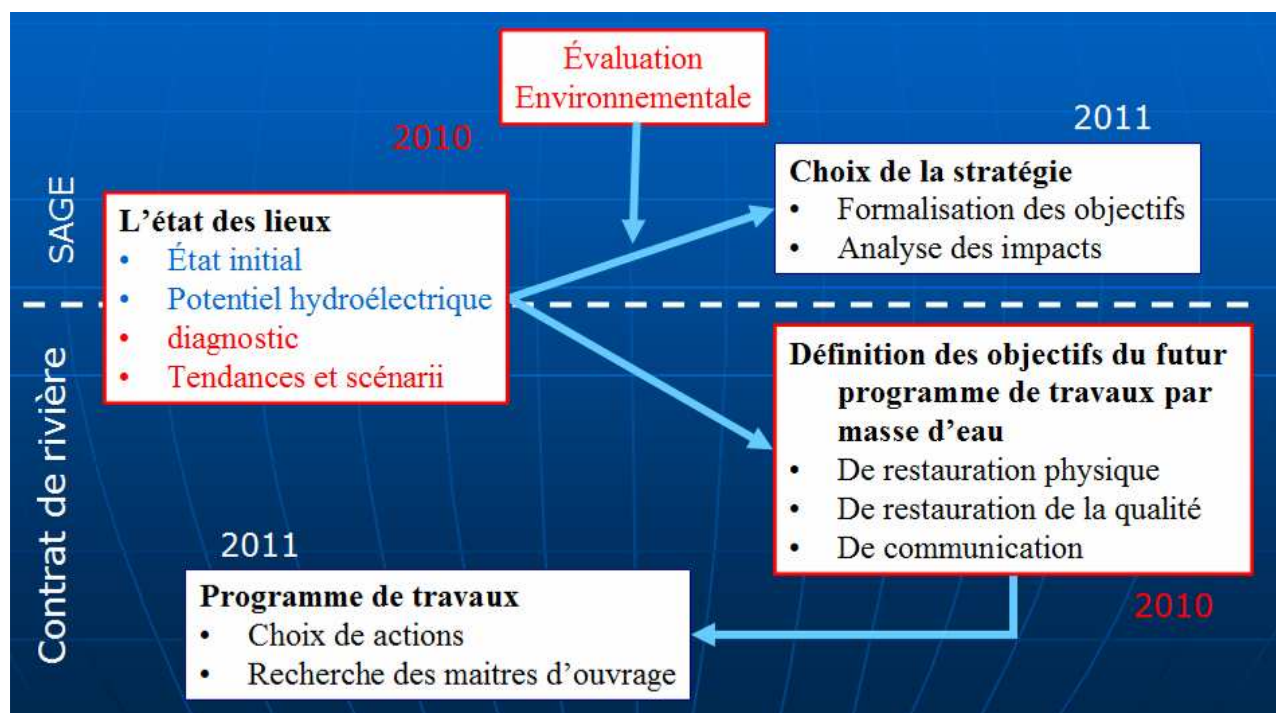 Évaluation
Environnementale
2010
2011
SAGE
L'état des lieux
• État initial
• Potentiel hydroélectrique
• diagnostic
• Tendances et scénarii
Choix de la stratégie
• Formalisation des objectifs
• Analyse des impacts
Contrat de rivière
Définition des objectifs du futur
programme de travaux par
masse d'eau
• De restauration physique
• De restauration de la qualité
• De communication
2010
2011
Programme de travaux
• Choix de actions
• Recherche des maitres d'ouvrage